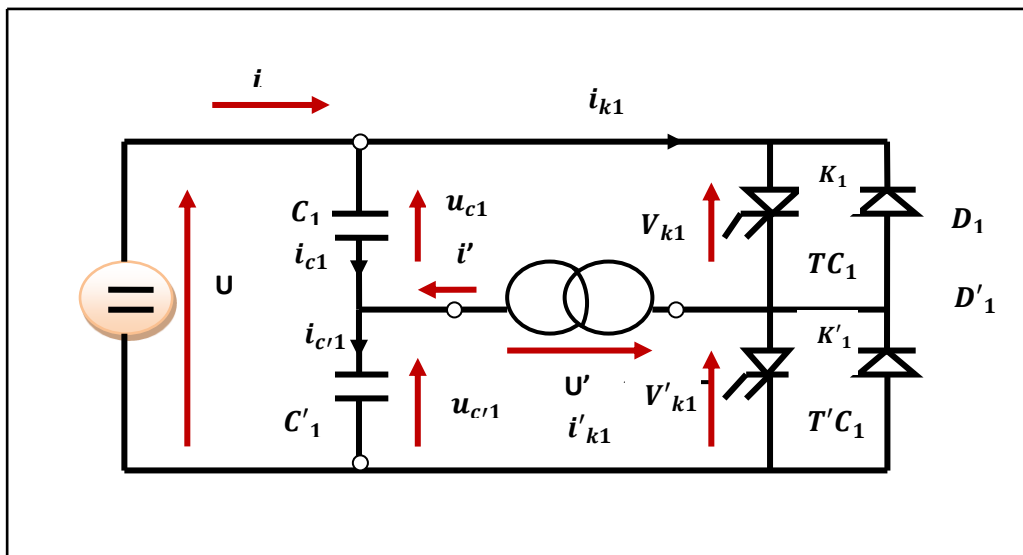 i
i_{k1}
K_1
C_1
u_{c1}
V_{k1}
D_1
i_{c1}
i'
TC_1
U
D'_1
i_{c'1}
K'_1
U'
V'_{k1}
u_{c'1}
C'_1
i'_{k1}
T'C_1